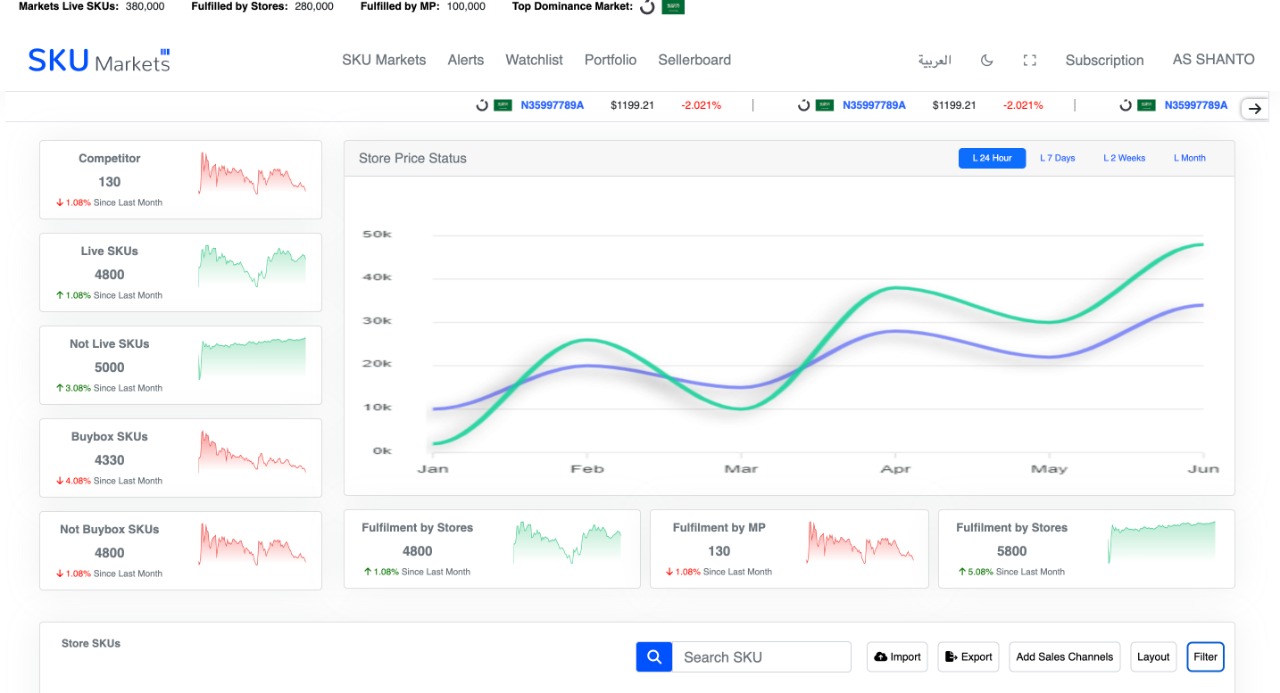 Markets Live SKUs: 380,000 Fulfilled by Stores: 280,000 Fulfilled by MP: 100,000 Top Dominance Market:
SKU Markets
SKU Markets Alerts Watchlist Portfolio Sellerboard
العربية Subscription AS SHANTO
N35997789A $1199.21 -2.021% | N35997789A $1199.21 -2.021% | N35997789A
Competitor
130
1.08% Since Last Month
Live SKUs
4800
1.08% Since Last Month
Not Live SKUs
5000
3.08% Since Last Month
Buybox SKUs
4330
4.08% Since Last Month
Not Buybox SKUs
4800
1.08% Since Last Month
Store Price Status
L 24 Hour L 7 Days L 2 Weeks L Month
50k
40k
30k
20k
10k
0k
Jan Feb Mar Apr May Jun
Fulfilment by Stores
4800
1.08% Since Last Month
Fulfilment by MP
130
1.08% Since Last Month
Fulfilment by Stores
5800
5.08% Since Last Month
Store SKUs
Search SKU Import Export Add Sales Channels Layout Filter